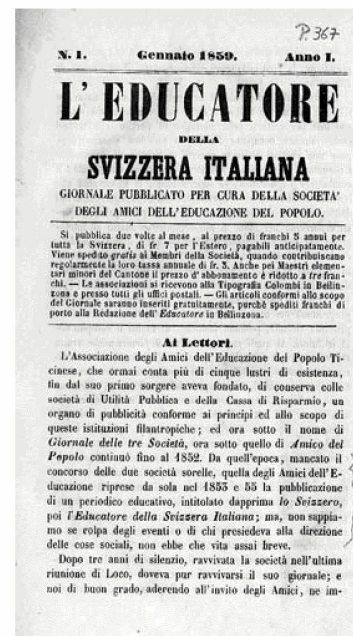 P. 367
N. 1. Gennaio 1859. Anno I.
L'EDUCATORE
DELLA
SVIZZERA ITALIANA
GIORNALE PUBBLICATO PER CURA DELLA SOCIETA'
DEGLI AMICI DELL'EDUCAZIONE DEL POPOLO.
Si pubblica due volte al mese, al prezzo di franchi 5 annui per
tutta la Svizzera, di fr. 7 per l'Estero, pagabili anticipatamente.
Viene spedito gratis ai Membri della Società, quando contribuiscano
regolarmente la loro tassa annuale di fr. 5. Anche pei Maestri elemen-
tari minori del Cantone il prezzo d'abbonamento è ridotto a tre fran-
chi. — Le associazioni si ricevono alla Tipografia Colombi in Bellin-
zona e presso tutti gli uffici postali. — Gli articoli conformi allo scopo
del Giornale saranno inseriti gratuitamente, purchè spediti franchi di
porto alla Redazione dell' Educatore in Bellinzona.
Ai Lettori.
L'Associazione degli Amici dell'Educazione del Popolo Ti-
cinese, che ormai conta più di cinque lustri di esistenza,
fin dal suo primo sorgere aveva fondato, di conserva colle
società di Utilità Pubblica e della Cassa di Risparmio, un
organo di pubblicità conforme ai principi ed allo scopo di
queste istituzioni filantropiche; ed ora sotto il nome di
Giornale delle tre Società, ora sotto quello di Amico del
Popolo continuò fino al 1852. Da quell'epoca, mancato il
concorso delle due società sorelle, quella degli Amici dell'E-
ducazione riprese da sola nel 1853 e 55 la pubblicazione
di un periodico educativo, intitolato dapprima lo Svizzero,
poi l'Educatore della Svizzera Italiana; ma, non sappia-
mo se colpa degli eventi o di chi presiedeva alla direzione
delle cose sociali, non ebbe che vita assai breve.
Dopo tre anni di silenzio, ravvivata la società nell'ultima
riunione di Loco, doveva pur ravvivarsi il suo giornale; e
noi di buon grado, aderendo all'invito degli Amici, ne im-